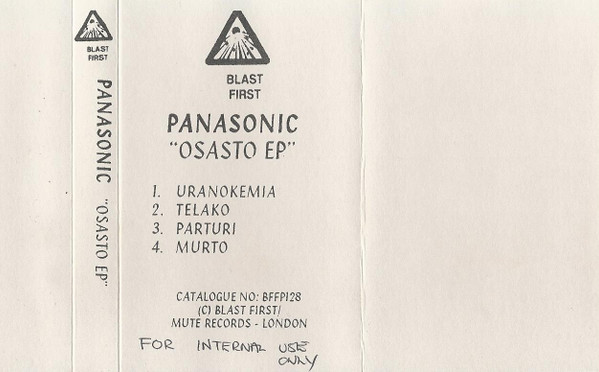 BLAST
FIRST
PANASONIC "OSASTO EP"
BLAST
FIRST
PANASONIC
"OSASTO EP"
1. URANOKEMIA
2. TELAKO
3. PARTURI
4. MURTO
CATALOGUE NO: BFFP128
(C) BLAST FIRST/
MUTE RECORDS - LONDON
FOR INTERNAL USE
ONLY